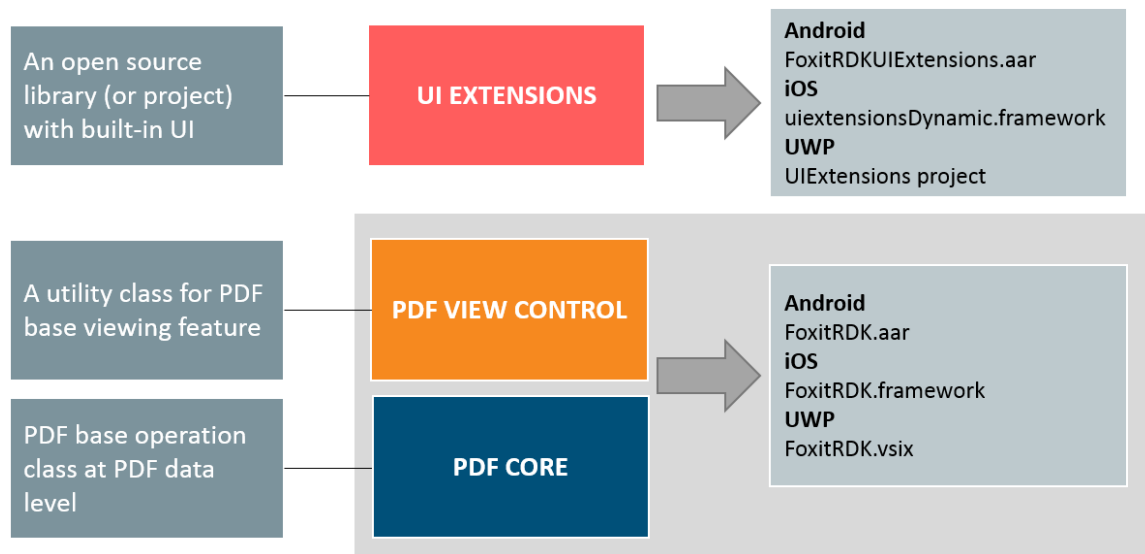 An open source
library (or project)
with built-in UI
UI EXTENSIONS
Android
FoxitRDKUIExtensions.aar
iOS
uiextensionsDynamic.framework
UWP
UIExtensions project
A utility class for PDF
base viewing feature
PDF VIEW CONTROL
PDF base operation
class at PDF data
level
PDF CORE
Android
FoxitRDK.aar
iOS
FoxitRDK.framework
UWP
FoxitRDK.vsix